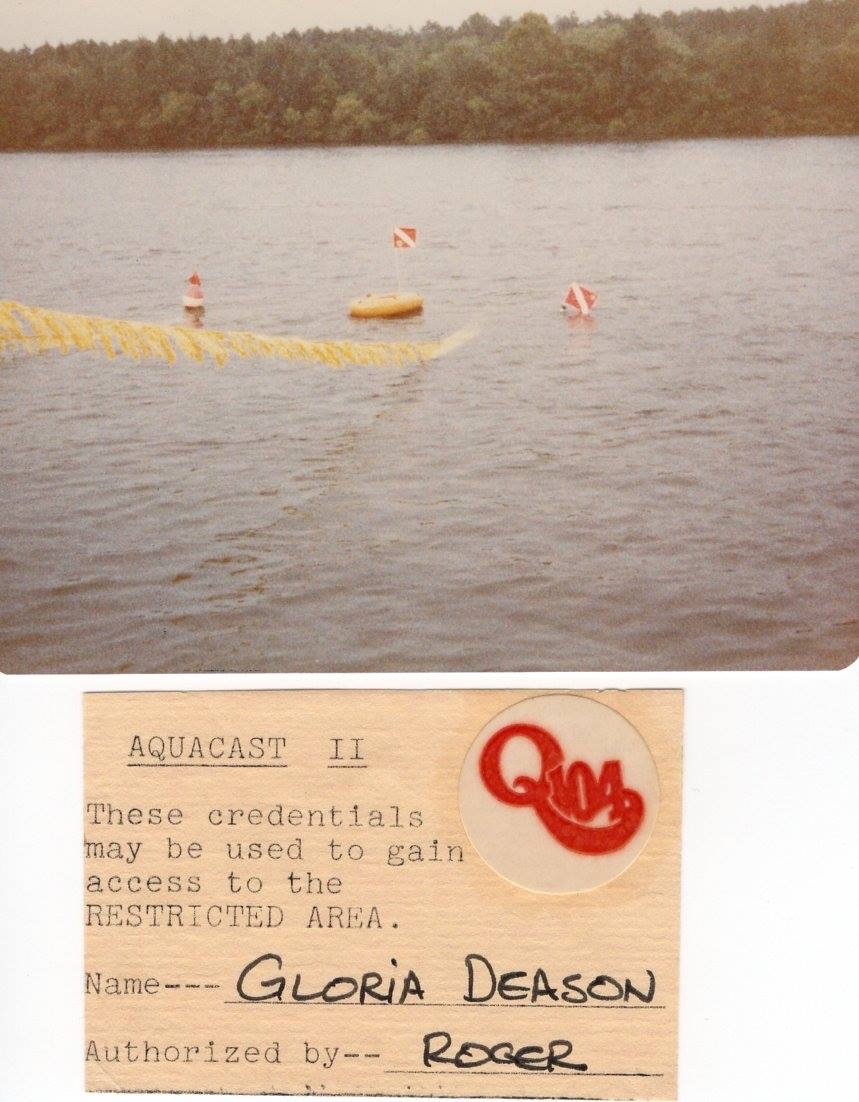 AQUACAST II
Q104
These credentials
may be used to gain
access to the
RESTRICTED AREA.
Name---- GLORiA DEASON
Authorized by-- ROGER